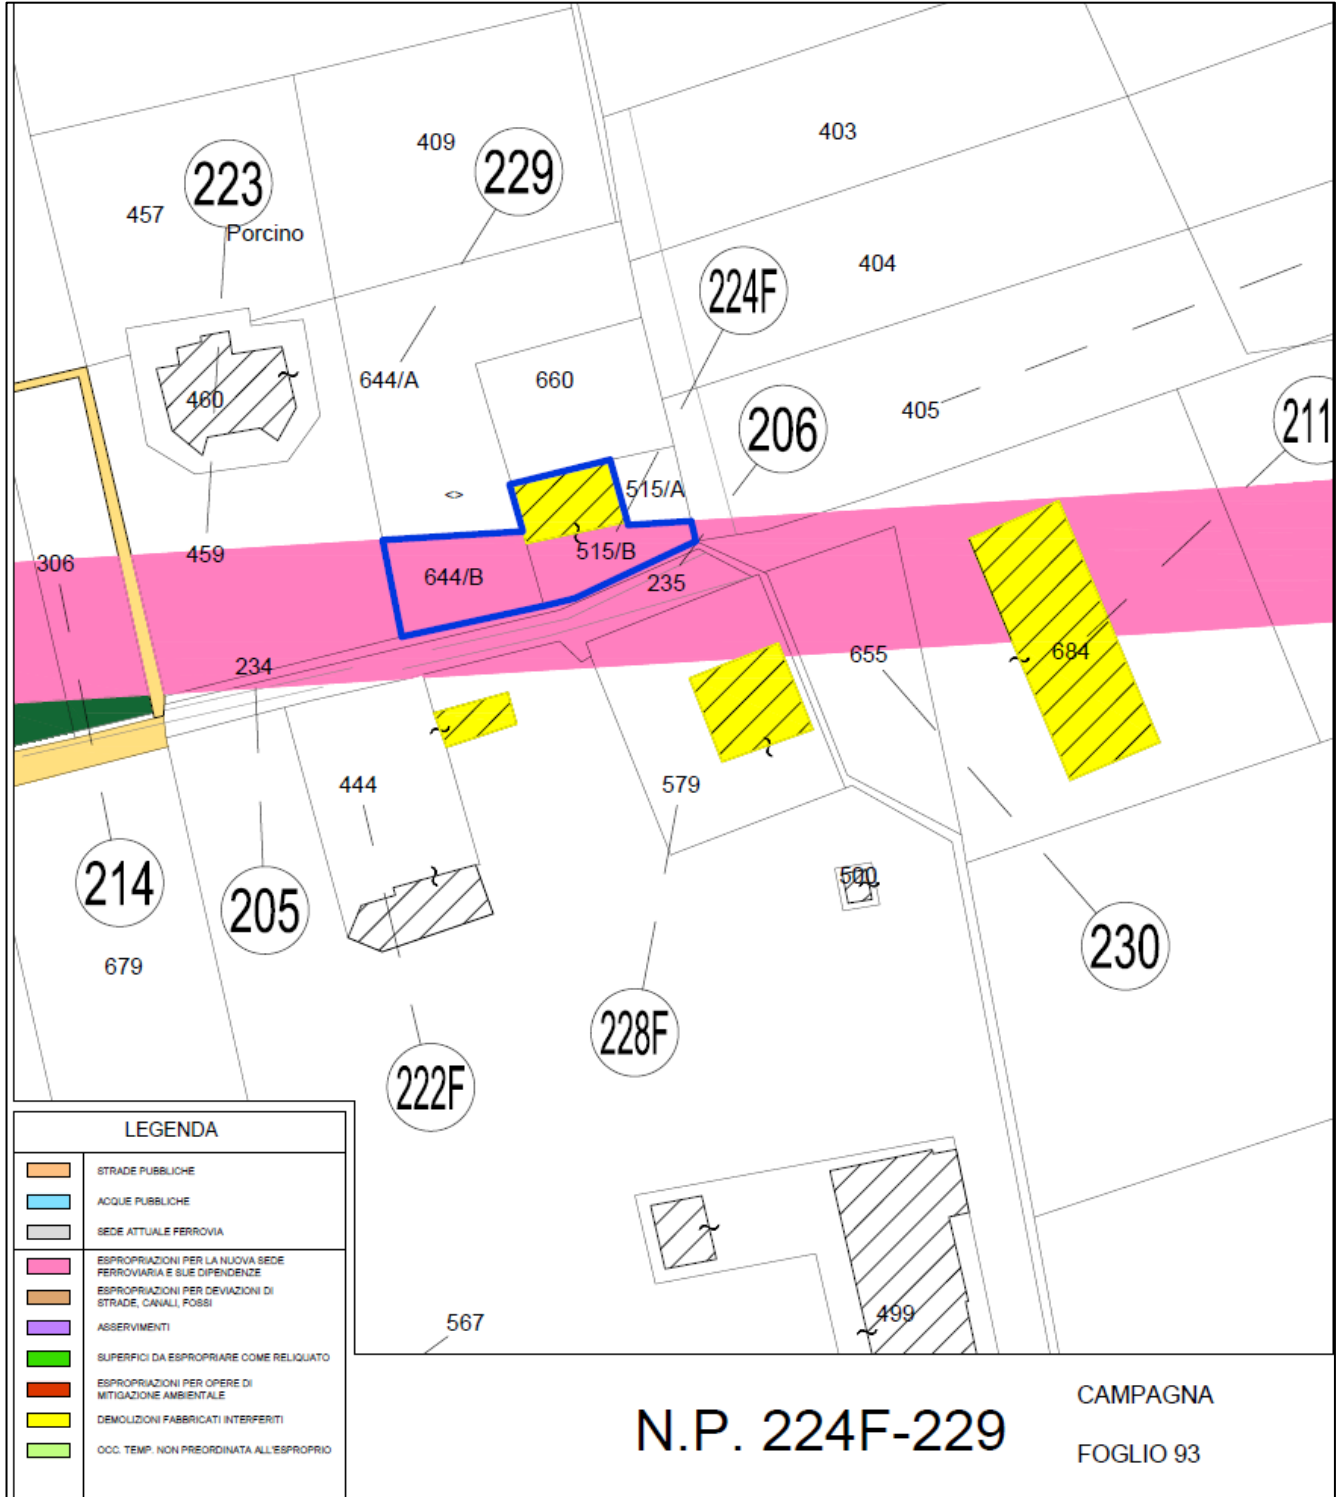 403
409
229
223
457
Porcino
404
224F
644/A
660
460
405
206
211
515/A
306
459
515/B
644/B
235
234
655
684
444
579
214
205
500
679
230
228F
222F
567
499
LEGENDA
STRADE PUBBLICHE
ACQUE PUBBLICHE
SEDE ATTUALE FERROVIA
ESPROPRIAZIONI PER LA NUOVA SEDE
FERROVIARIA E SUE DIPENDENZE
ESPROPRIAZIONI PER DEVIAZIONI DI
STRADE, CANALI, FOSSI
ASSERVIMENTI
SUPERFICI DA ESPROPRIARE COME RELIQUATO
ESPROPRIAZIONI PER OPERE DI
MITIGAZIONE AMBIENTALE
DEMOLIZIONI FABBRICATI INTERFERITI
OCC. TEMP. NON PREORDINATA ALL'ESPROPRIO
N.P. 224F-229
CAMPAGNA
FOGLIO 93